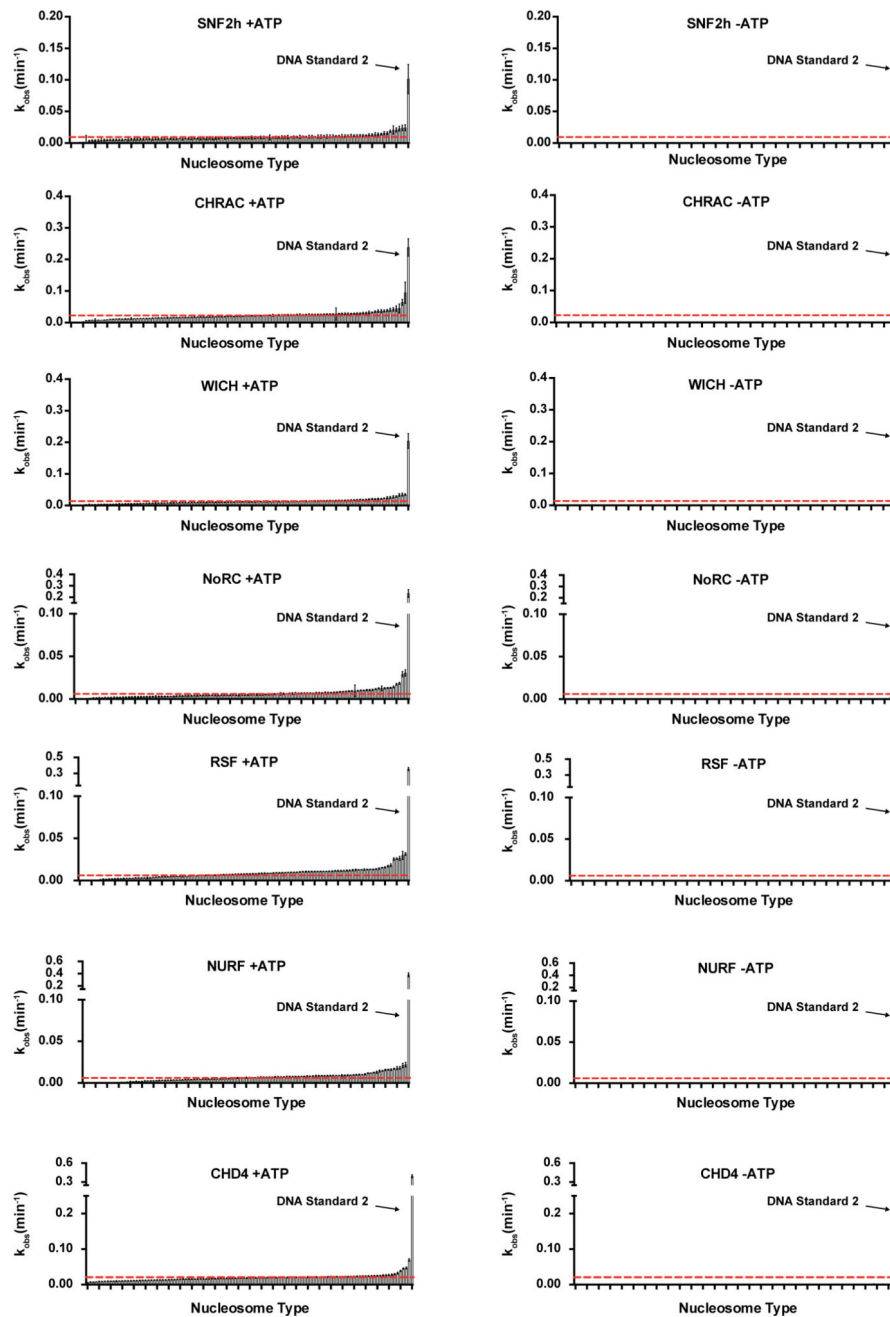 SNF2h +ATP
k_obs(min⁻¹)
0.20
0.15
0.10
0.05
0.00
DNA Standard 2
Nucleosome Type
SNF2h -ATP
k_obs(min⁻¹)
0.20
0.15
0.10
0.05
0.00
DNA Standard 2
Nucleosome Type
CHRAC +ATP
k_obs(min⁻¹)
0.4
0.3
0.2
0.1
0.0
DNA Standard 2
Nucleosome Type
CHRAC -ATP
k_obs(min⁻¹)
0.4
0.3
0.2
0.1
0.0
DNA Standard 2
Nucleosome Type
WICH +ATP
k_obs(min⁻¹)
0.4
0.3
0.2
0.1
0.0
DNA Standard 2
Nucleosome Type
WICH -ATP
k_obs(min⁻¹)
0.4
0.3
0.2
0.1
0.0
DNA Standard 2
Nucleosome Type
NoRC +ATP
k_obs(min⁻¹)
0.4
0.3
0.2
0.10
0.05
0.00
DNA Standard 2
Nucleosome Type
NoRC -ATP
k_obs(min⁻¹)
0.4
0.3
0.2
0.10
0.05
0.00
DNA Standard 2
Nucleosome Type
RSF +ATP
k_obs(min⁻¹)
0.5
0.3
0.10
0.05
0.00
DNA Standard 2
Nucleosome Type
RSF -ATP
k_obs(min⁻¹)
0.5
0.3
0.10
0.05
0.00
DNA Standard 2
Nucleosome Type
NURF +ATP
k_obs(min⁻¹)
0.6
0.4
0.2
0.10
0.05
0.00
DNA Standard 2
Nucleosome Type
NURF -ATP
k_obs(min⁻¹)
0.6
0.4
0.2
0.10
0.05
0.00
DNA Standard 2
Nucleosome Type
CHD4 +ATP
k_obs(min⁻¹)
0.6
0.3
0.2
0.10
0.00
DNA Standard 2
Nucleosome Type
CHD4 -ATP
k_obs(min⁻¹)
0.6
0.3
0.2
0.10
0.00
DNA Standard 2
Nucleosome Type